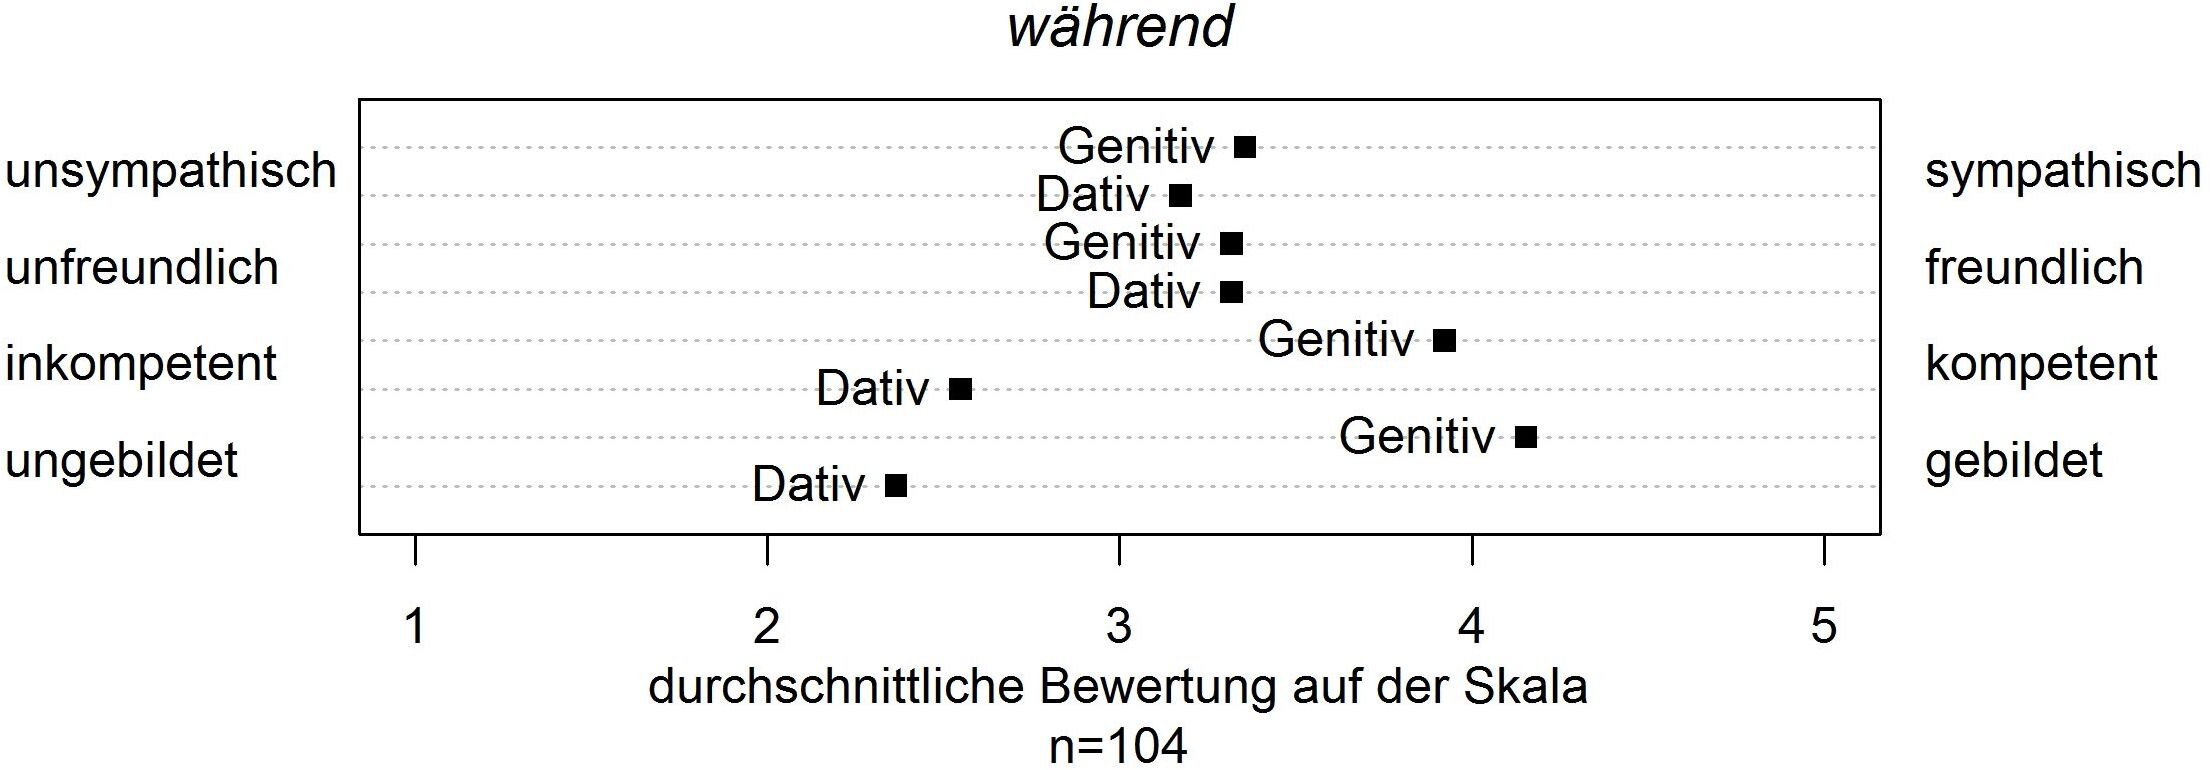 während
Genitiv
unsympathisch
sympathisch
Dativ
Genitiv
unfreundlich
freundlich
Dativ
Genitiv
inkompetent
kompetent
Dativ
Genitiv
ungebildet
gebildet
Dativ
1 2 3 4 5
durchschnittliche Bewertung auf der Skala
n=104